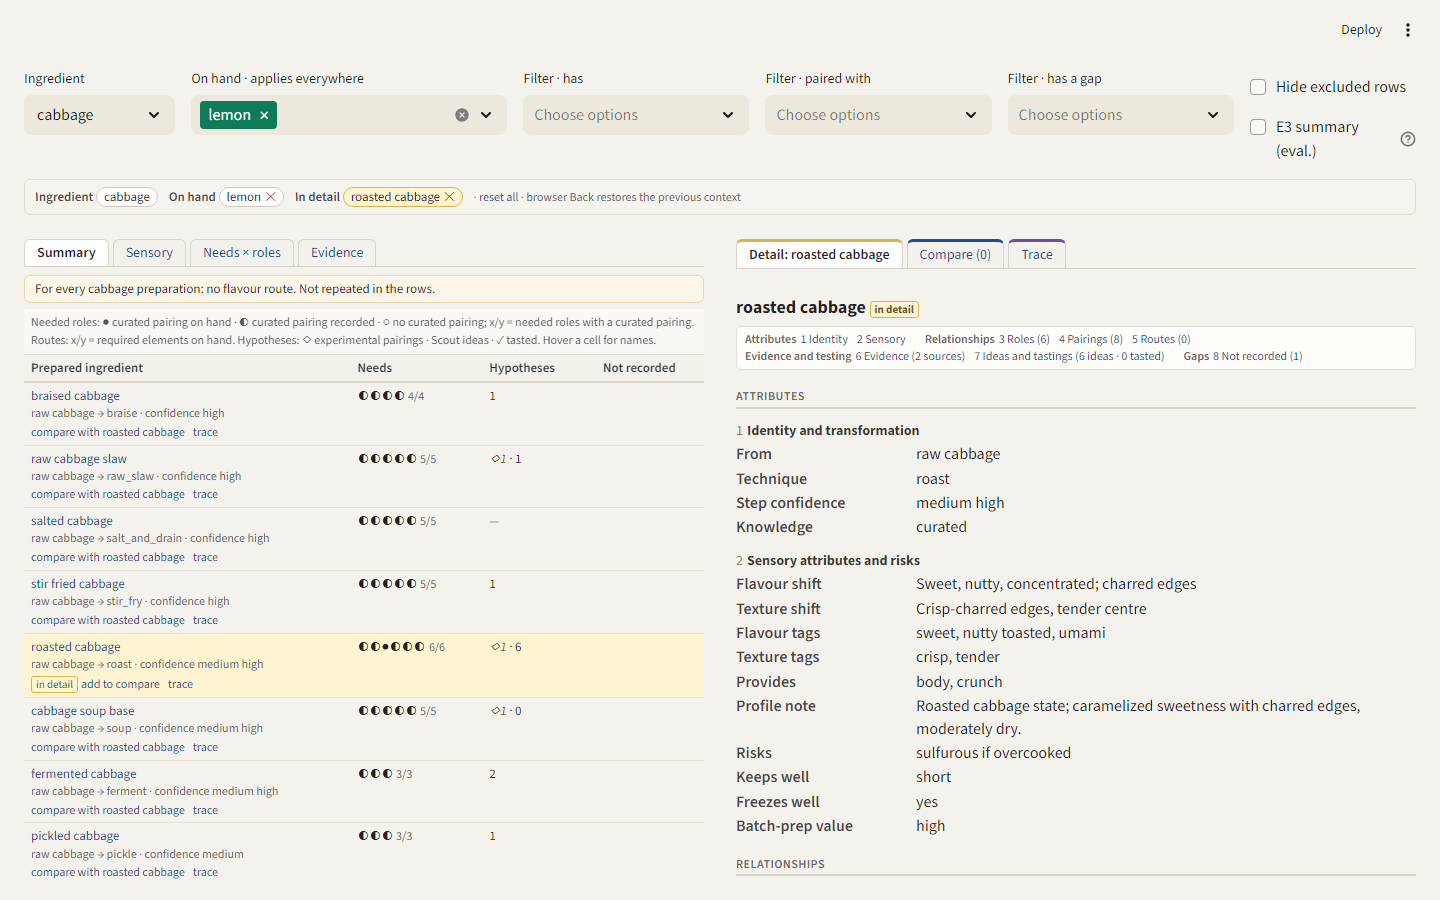 Deploy
Ingredient
On hand · applies everywhere
Filter · has
Filter · paired with
Filter · has a gap
cabbage
lemon ×
Choose options
Choose options
Choose options
Hide excluded rows
E3 summary
(eval.)
Ingredient cabbage On hand lemon × In detail roasted cabbage × · reset all · browser Back restores the previous context
Summary
Sensory
Needs × roles
Evidence
For every cabbage preparation: no flavour route. Not repeated in the rows.
Needed roles: ● curated pairing on hand · ◐ curated pairing recorded · ○ no curated pairing; x/y = needed roles with a curated pairing.
Routes: x/y = required elements on hand. Hypotheses: ◇ experimental pairings · Scout ideas · ✓ tasted. Hover a cell for names.
Prepared ingredient Needs Hypotheses Not recorded
braised cabbage ◐◐◐◐ 4/4 1
raw cabbage → braise · confidence high
compare with roasted cabbage trace
raw cabbage slaw ◐◐◐◐◐ 5/5 ◇1 · 1
raw cabbage → raw_slaw · confidence high
compare with roasted cabbage trace
salted cabbage ◐◐◐◐◐ 5/5 —
raw cabbage → salt_and_drain · confidence high
compare with roasted cabbage trace
stir fried cabbage ◐◐◐◐◐ 5/5 1
raw cabbage → stir_fry · confidence high
compare with roasted cabbage trace
roasted cabbage ◐◐●◐◐◐ 6/6 ◇1 · 6
raw cabbage → roast · confidence medium high
in detail add to compare trace
cabbage soup base ◐◐◐◐◐ 5/5 ◇1 · 0
raw cabbage → soup · confidence medium high
compare with roasted cabbage trace
fermented cabbage ◐◐◐ 3/3 2
raw cabbage → ferment · confidence medium high
compare with roasted cabbage trace
pickled cabbage ◐◐◐ 3/3 1
raw cabbage → pickle · confidence medium
compare with roasted cabbage trace
Detail: roasted cabbage
Compare (0)
Trace
roasted cabbage in detail
Attributes 1 Identity 2 Sensory Relationships 3 Roles (6) 4 Pairings (8) 5 Routes (0)
Evidence and testing 6 Evidence (2 sources) 7 Ideas and tastings (6 ideas · 0 tasted) Gaps 8 Not recorded (1)
ATTRIBUTES
1 Identity and transformation
From raw cabbage
Technique roast
Step confidence medium high
Knowledge curated
2 Sensory attributes and risks
Flavour shift Sweet, nutty, concentrated; charred edges
Texture shift Crisp-charred edges, tender centre
Flavour tags sweet, nutty toasted, umami
Texture tags crisp, tender
Provides body, crunch
Profile note Roasted cabbage state; caramelized sweetness with charred edges,
moderately dry.
Risks sulfurous if overcooked
Keeps well short
Freezes well yes
Batch-prep value high
RELATIONSHIPS